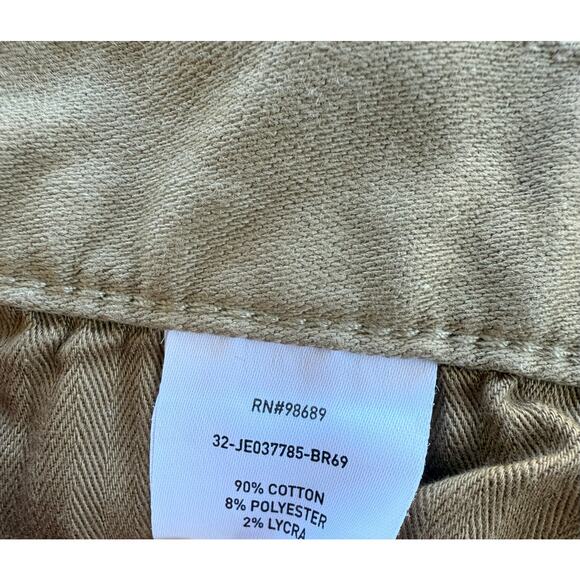 RN#98689
32-JE037785-BR69
90% COTTON
8% POLYESTER
2% LYCRA